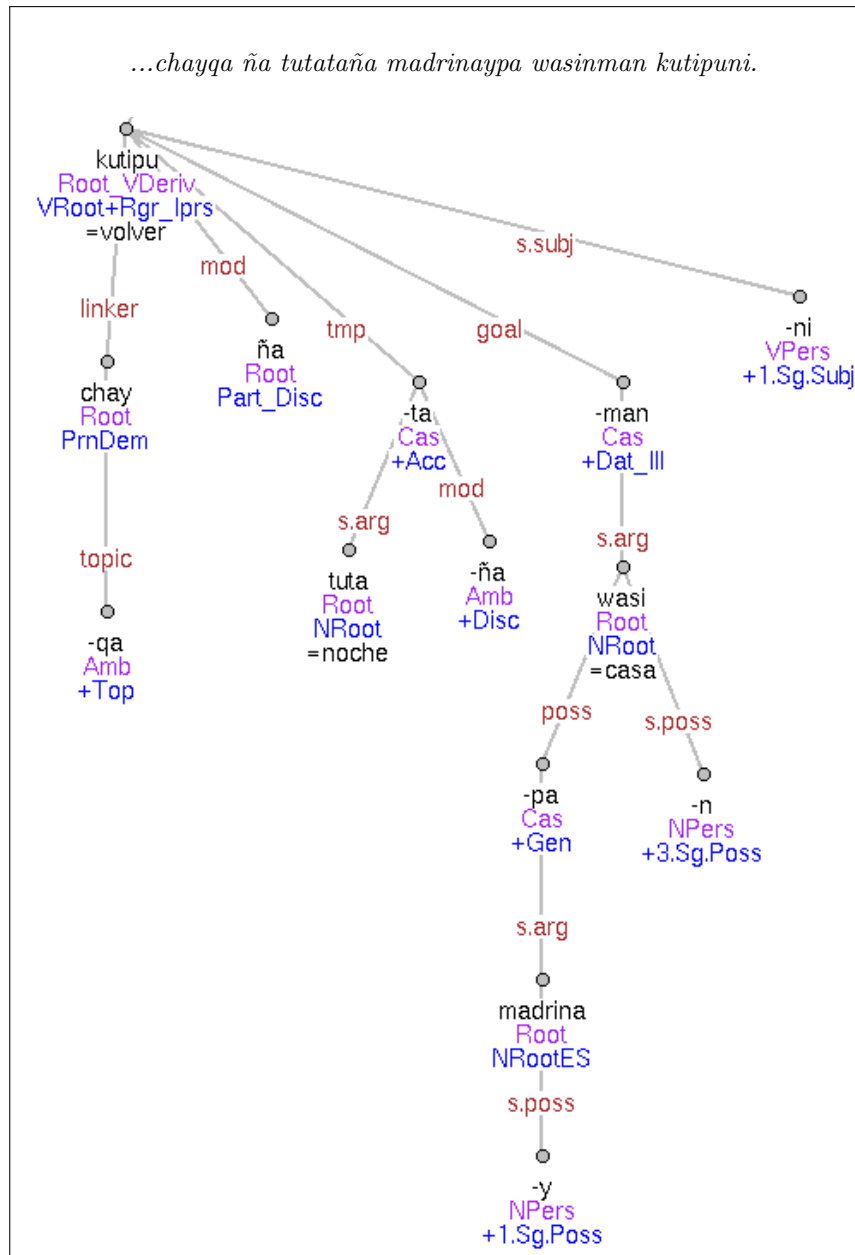 ...chayqa ña tutataña madrinaypa wasinman kutipuni.
kutipu
Root_VDeriv
VRoot+Rgr_Iprs
=volver
linker
chay
Root
PrnDem
topic
-qa
Amb
+Top
mod
ña
Root
Part_Disc
tmp
-ta
Cas
+Acc
s.arg
tuta
Root
NRoot
=noche
mod
-ña
Amb
+Disc
goal
-man
Cas
+Dat_Ill
s.arg
wasi
Root
NRoot
=casa
poss
-pa
Cas
+Gen
s.arg
madrina
Root
NRootES
s.poss
-y
NPers
+1.Sg.Poss
s.poss
-n
NPers
+3.Sg.Poss
s.subj
-ni
VPers
+1.Sg.Subj